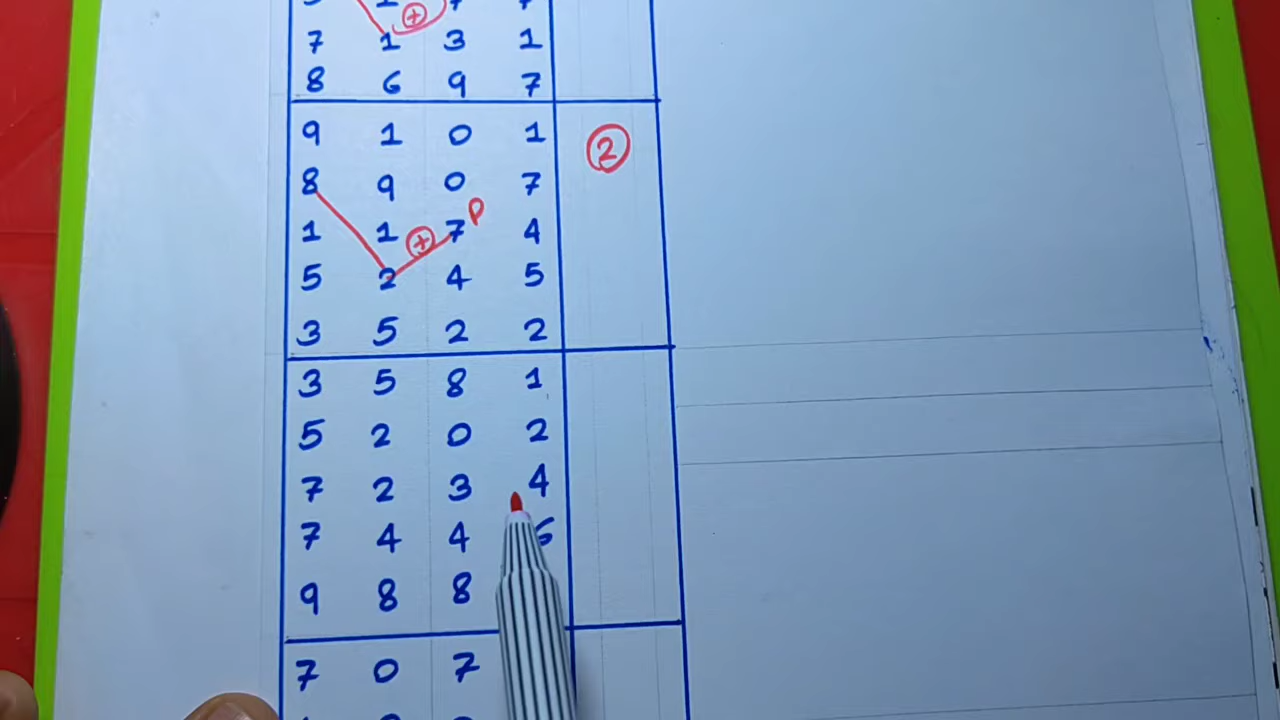 7 1 3 1
8 6 9 7
9 1 0 1 2
8 9 0 7
P
1 1 + 7 4
5 2 4 5
3 5 2 2
3 5 8 1
5 2 0 2
7 2 3 4
7 4 4 6
9 8 8
7 0 7